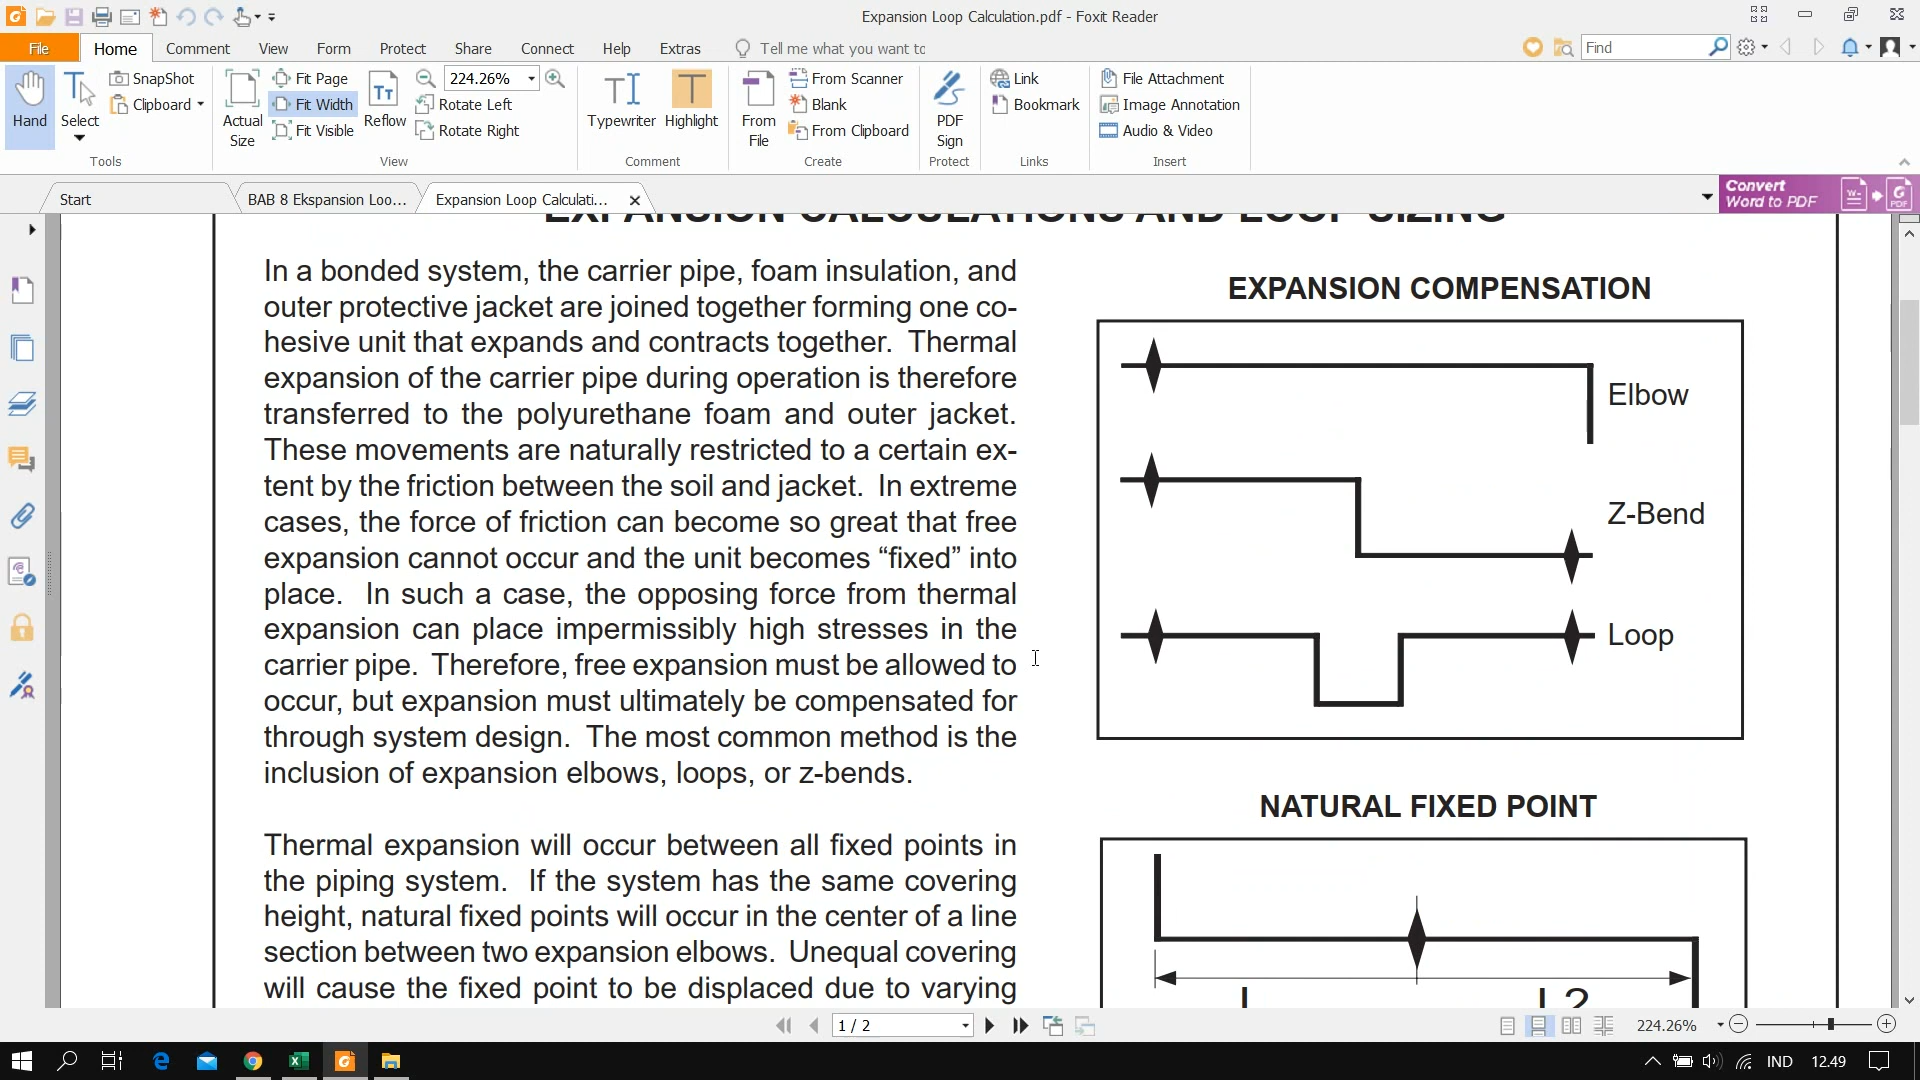 Expansion Loop Calculation.pdf - Foxit Reader
File Home Comment View Form Protect Share Connect Help Extras Tell me what you want to Find
Hand
Select
SnapShot
Clipboard
Tools
Actual Size
Fit Page
Fit Width
Fit Visible
Reflow
224.26%
Rotate Left
Rotate Right
View
Typewriter
Highlight
Comment
From File
From Scanner
Blank
From Clipboard
Create
PDF Sign
Protect
Link
Bookmark
Links
File Attachment
Image Annotation
Audio & Video
Insert
Start
BAB 8 Ekspansion Loo...
Expansion Loop Calculati...
Convert
Word to PDF
EXPANSION CALCULATIONS AND LOOP SIZING
In a bonded system, the carrier pipe, foam insulation, and
outer protective jacket are joined together forming one co-
hesive unit that expands and contracts together. Thermal
expansion of the carrier pipe during operation is therefore
transferred to the polyurethane foam and outer jacket.
These movements are naturally restricted to a certain ex-
tent by the friction between the soil and jacket. In extreme
cases, the force of friction can become so great that free
expansion cannot occur and the unit becomes “fixed” into
place. In such a case, the opposing force from thermal
expansion can place impermissibly high stresses in the
carrier pipe. Therefore, free expansion must be allowed to
occur, but expansion must ultimately be compensated for
through system design. The most common method is the
inclusion of expansion elbows, loops, or z-bends.
Thermal expansion will occur between all fixed points in
the piping system. If the system has the same covering
height, natural fixed points will occur in the center of a line
section between two expansion elbows. Unequal covering
will cause the fixed point to be displaced due to varying
EXPANSION COMPENSATION
Elbow
Z-Bend
Loop
NATURAL FIXED POINT
1 / 2
224.26%
IND 12.49